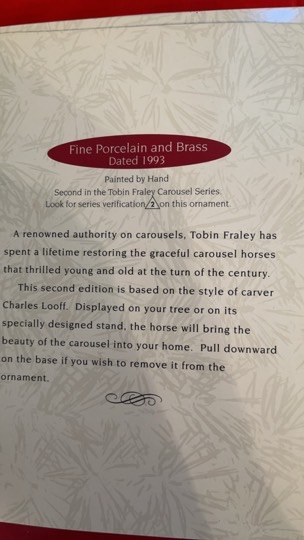 Fine Porcelain and Brass
Dated 1993
Painted by Hand
Second in the Tobin Fraley Carousel Series.
Look for series verification 2 on this ornament.
A renowned authority on carousels, Tobin Fraley has
spent a lifetime restoring the graceful carousel horses
that thrilled young and old at the turn of the century.
This second edition is based on the style of carver
Charles Looff. Displayed on your tree or on its
specially designed stand, the horse will bring the
beauty of the carousel into your home. Pull downward
on the base if you wish to remove it from the
ornament.